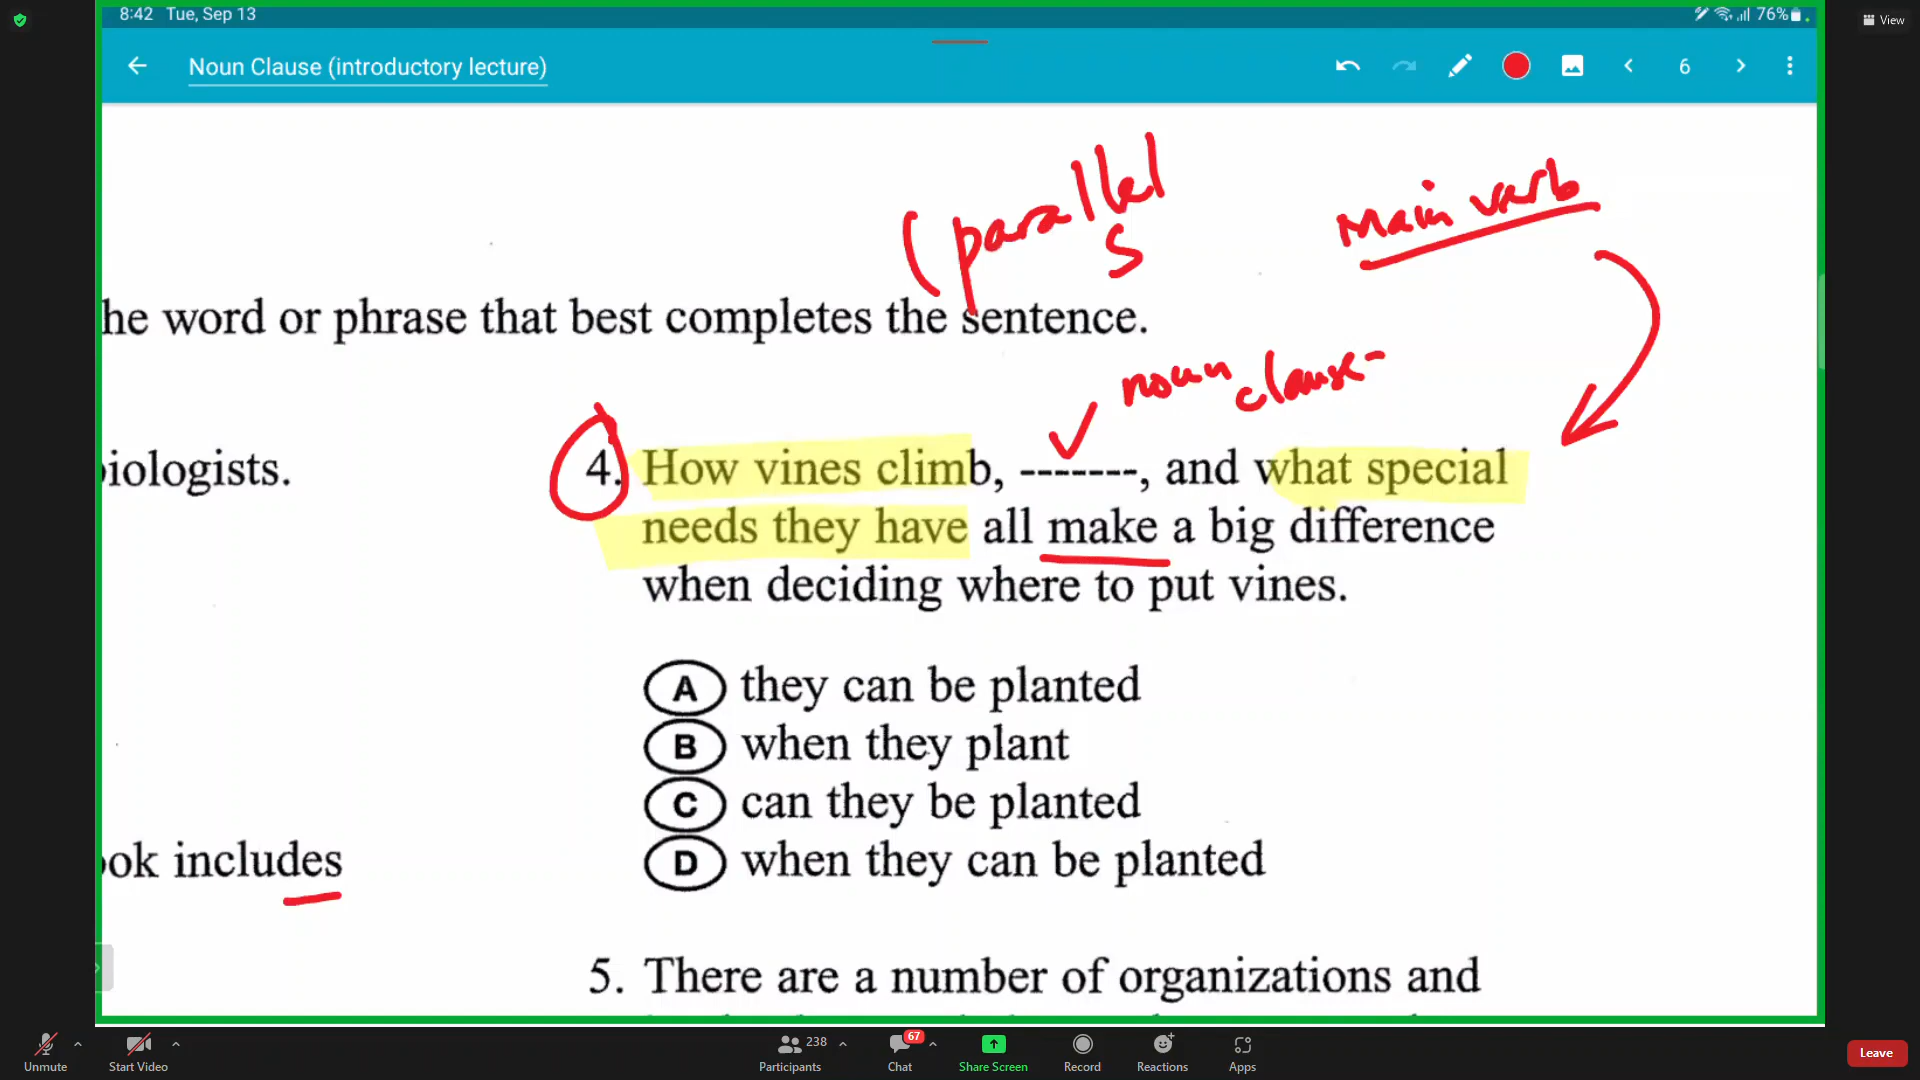 8:42 Tue, Sep 13
76%
View
Noun Clause (introductory lecture)
6
(parallel
s
Main verb
he word or phrase that best completes the sentence.
noun clause
iologists.
4. How vines climb, -------, and what special
needs they have all make a big difference
when deciding where to put vines.
A they can be planted
B when they plant
C can they be planted
D when they can be planted
ok includes
5. There are a number of organizations and
Unmute
Start Video
238
Participants
67
Chat
Share Screen
Record
Reactions
Apps
Leave